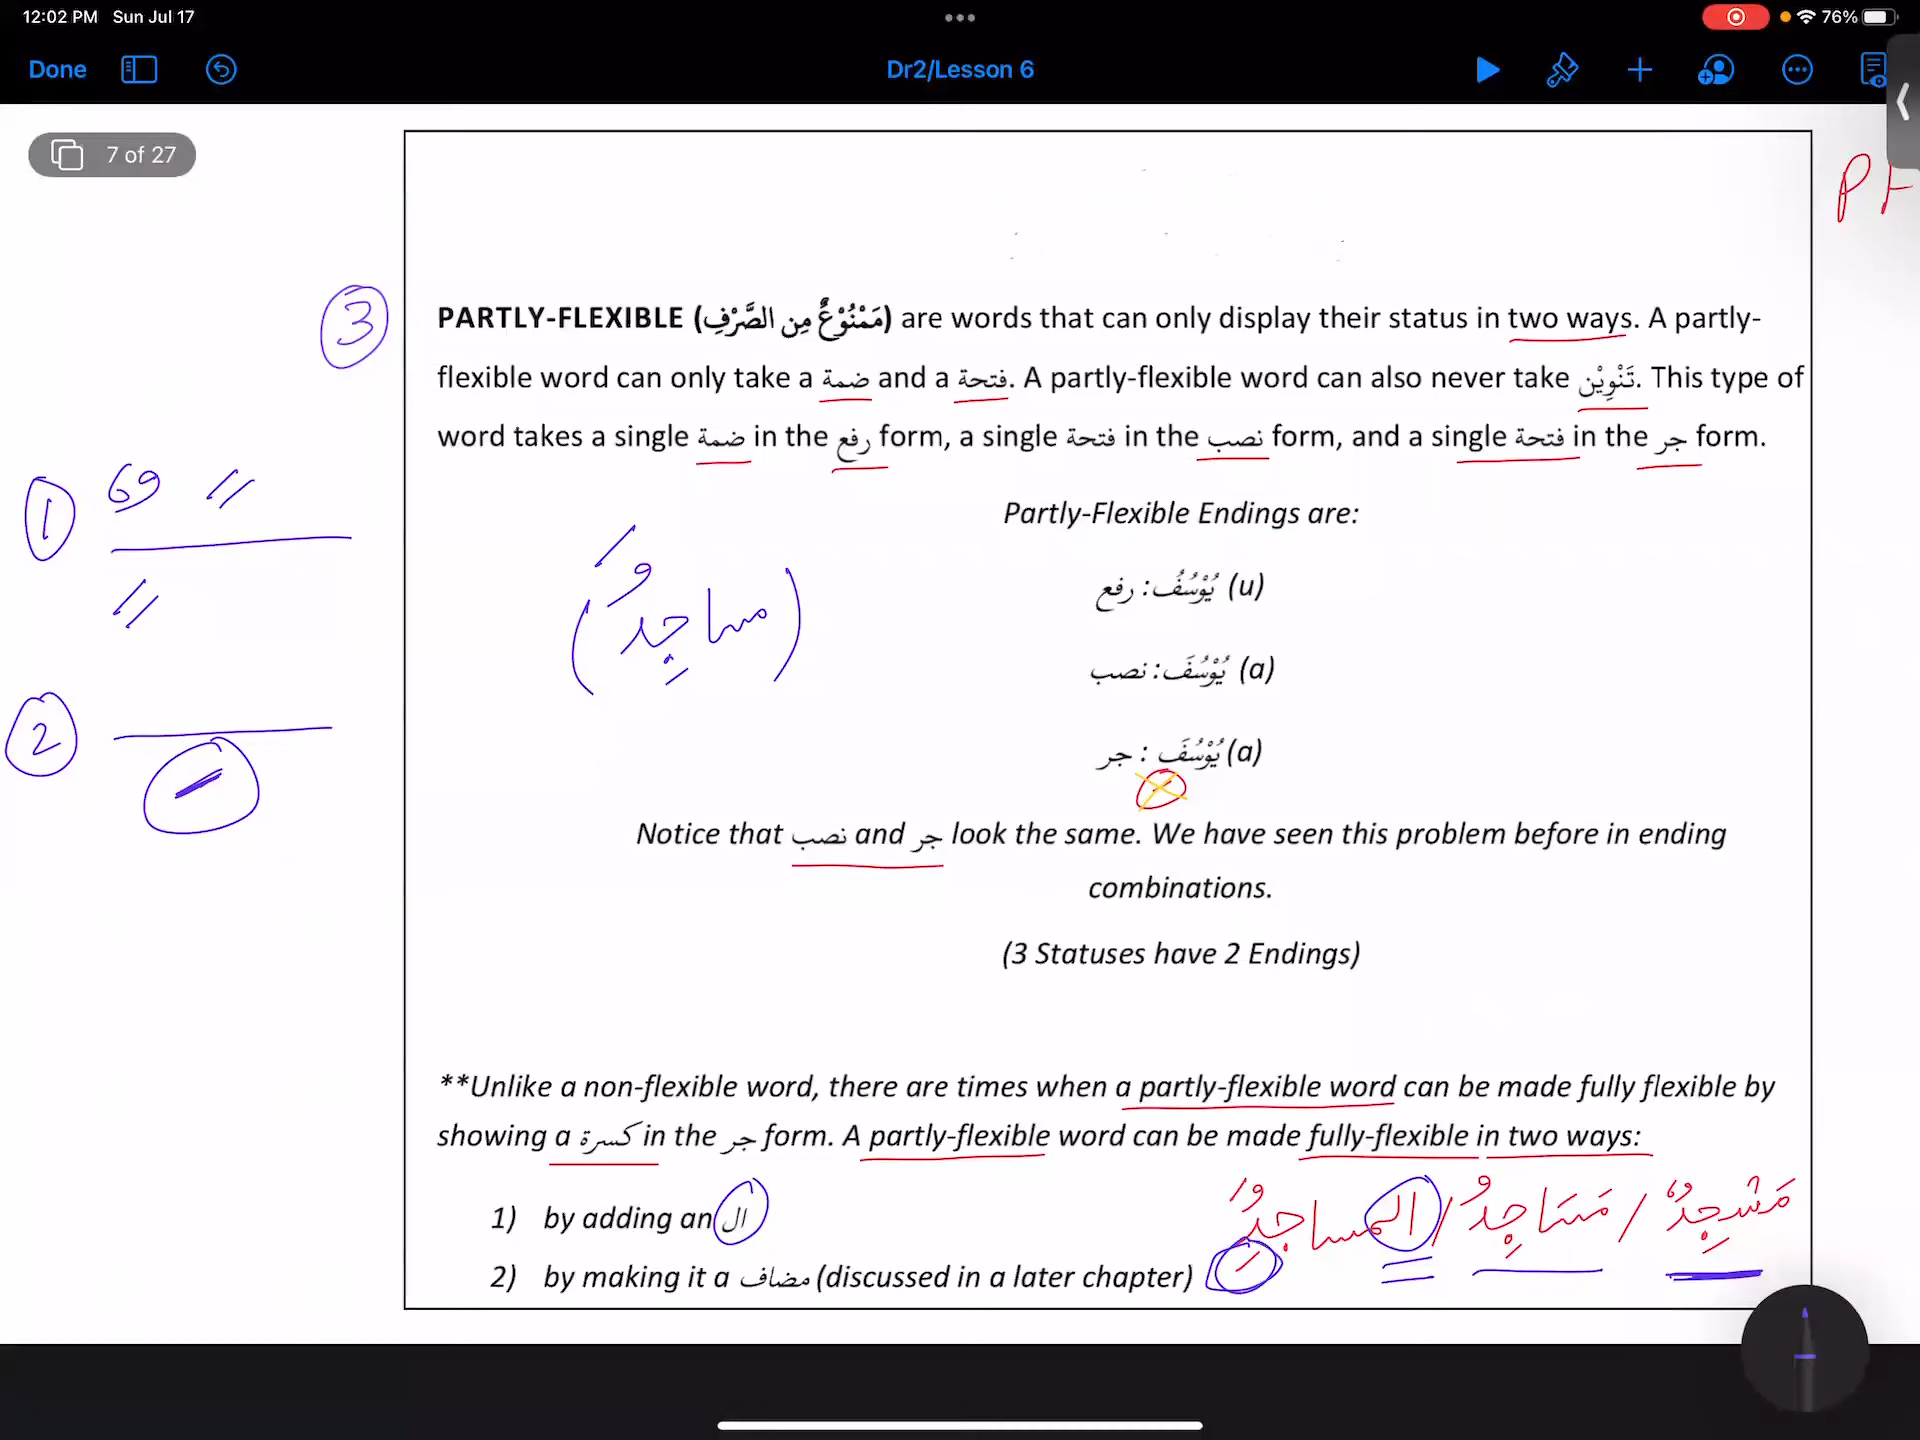 12:02 PM Sun Jul 17
76%
Done
Dr2/Lesson 6
7 of 27
3
PARTLY-FLEXIBLE (مَمْنُوْعٌ مِن الصَّرْفِ) are words that can only display their status in two ways. A partly-
flexible word can only take a ضمة and a فتحة. A partly-flexible word can also never take تَنْوِيْن. This type of
word takes a single ضمة in the رفع form, a single فتحة in the نصب form, and a single فتحة in the جر form.
1
2
Partly-Flexible Endings are:
(u) يُوْسُفُ: رفع
(a) يُوْسُفَ: نصب
(a) يُوْسُفَ : جر
(مساجِدُ)
Notice that نصب and جر look the same. We have seen this problem before in ending
combinations.
(3 Statuses have 2 Endings)
**Unlike a non-flexible word, there are times when a partly-flexible word can be made fully flexible by
showing a كسرة in the جر form. A partly-flexible word can be made fully-flexible in two ways:
1) by adding an ال
مَسْجِدٌ / مَسَاجِدُ / المساجِدُ
2) by making it a مضاف (discussed in a later chapter)